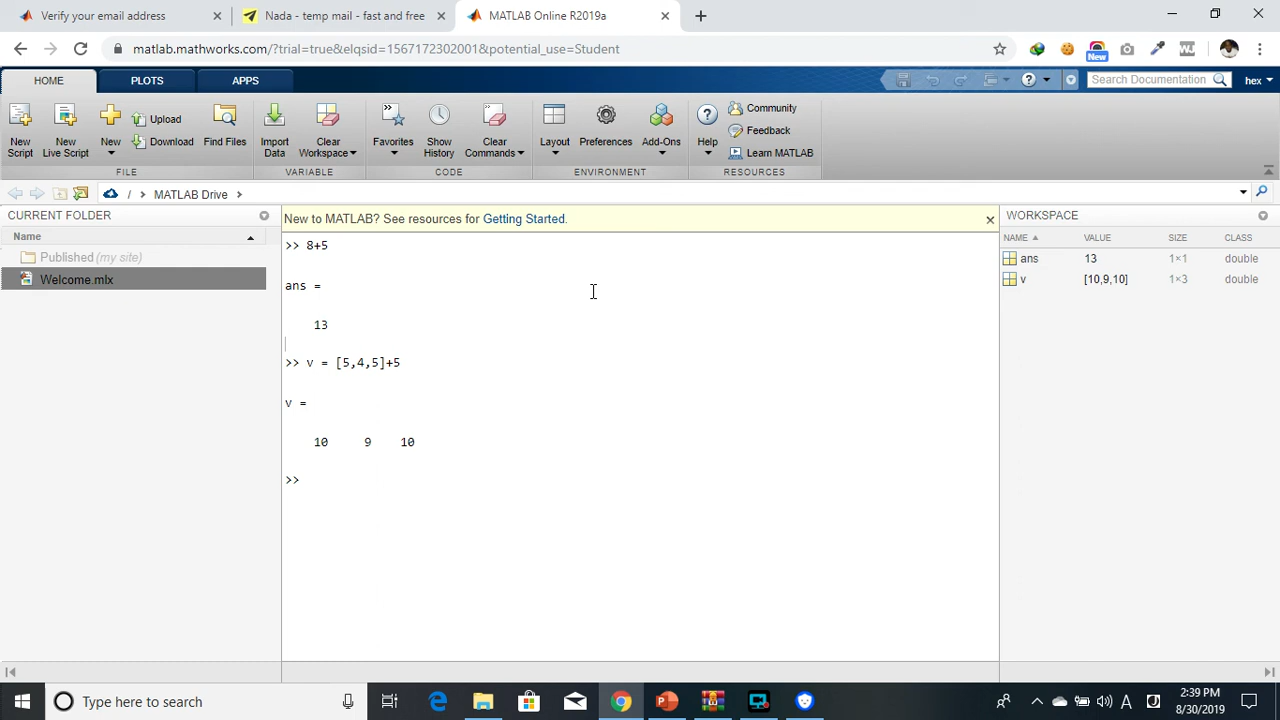 Verify your email address
Nada - temp mail - fast and free
MATLAB Online R2019a
matlab.mathworks.com/?trial=true&elqsid=1567172302001&potential_use=Student
New
HOME
PLOTS
APPS
Search Documentation
hex
New Script
New Live Script
New
Upload
Download
Find Files
Import Data
Clear Workspace
Favorites
Show History
Clear Commands
Layout
Preferences
Add-Ons
Help
Community
Feedback
Learn MATLAB
FILE
VARIABLE
CODE
ENVIRONMENT
RESOURCES
/ MATLAB Drive
CURRENT FOLDER
Name
Published (my site)
Welcome.mlx
New to MATLAB? See resources for Getting Started.
>> 8+5
ans =
13
>> v = [5,4,5]+5
v =
10 9 10
>>
WORKSPACE
NAME VALUE SIZE CLASS
ans 13 1×1 double
v [10,9,10] 1×3 double
Type here to search
A
2:39 PM
8/30/2019